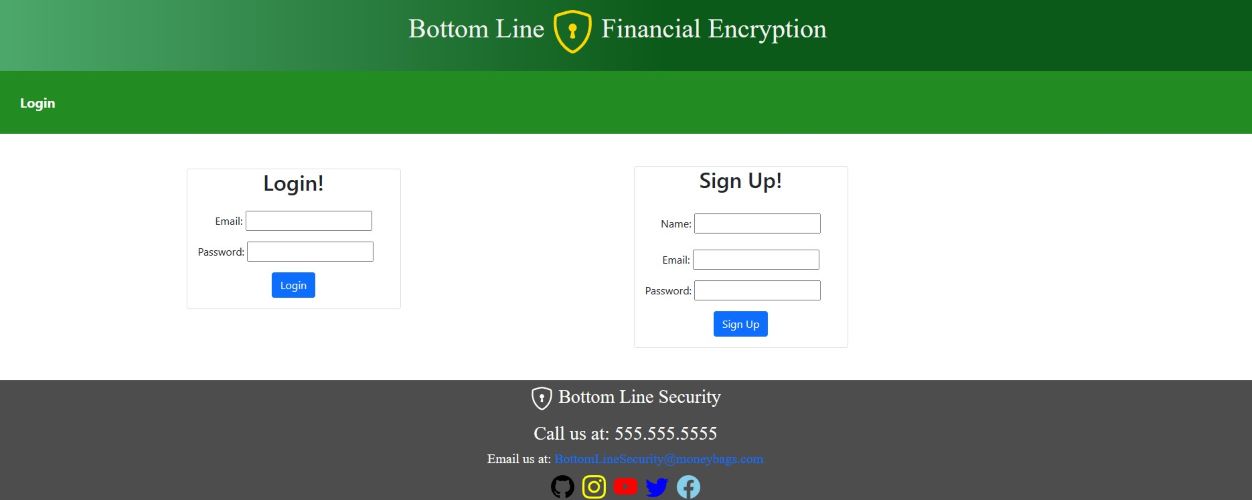 Bottom Line Financial Encryption
Login
Login!
Email:
Password:
Login
Sign Up!
Name:
Email:
Password:
Sign Up
Bottom Line Security
Call us at: 555.555.5555
Email us at: BottomLineSecurity@moneybags.com